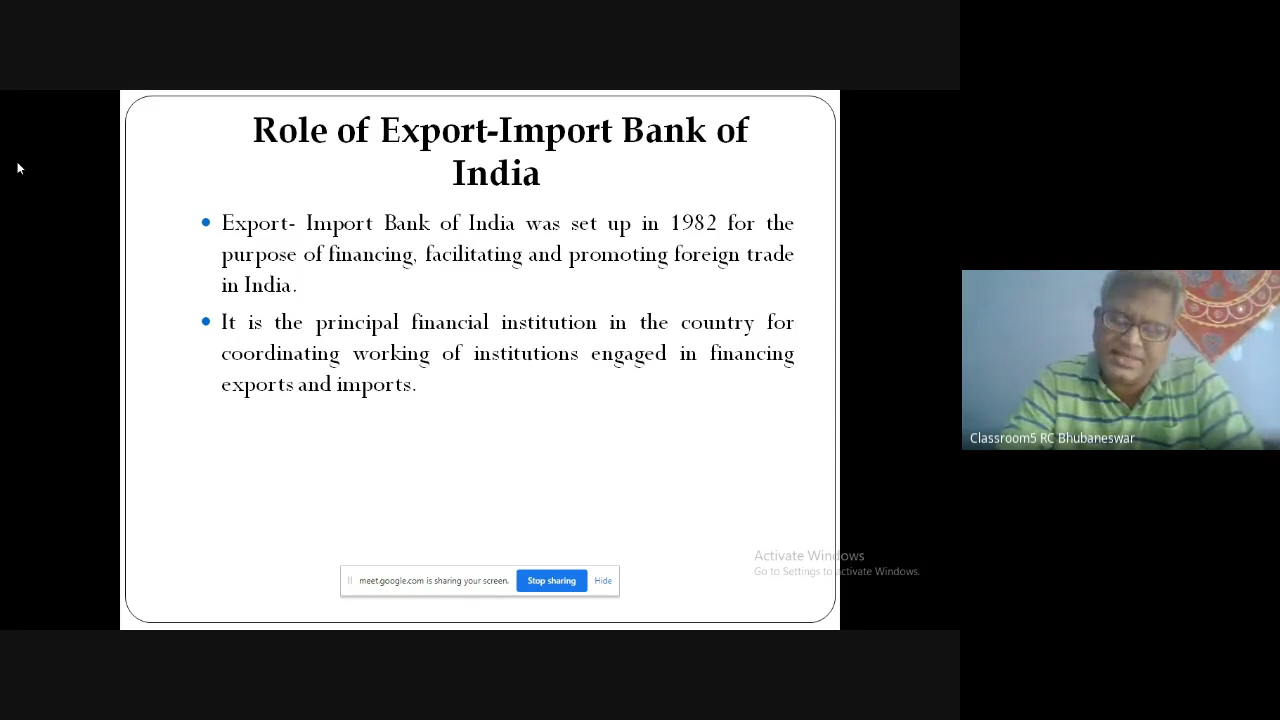 Role of Export-Import Bank of
India
• Export- Import Bank of India was set up in 1982 for the
purpose of financing, facilitating and promoting foreign trade
in India.
• It is the principal financial institution in the country for
coordinating working of institutions engaged in financing
exports and imports.
Classroom5 RC Bhubaneswar
Activate Windows
Go to Settings to activate Windows.
meet.google.com is sharing your screen. Stop sharing Hide